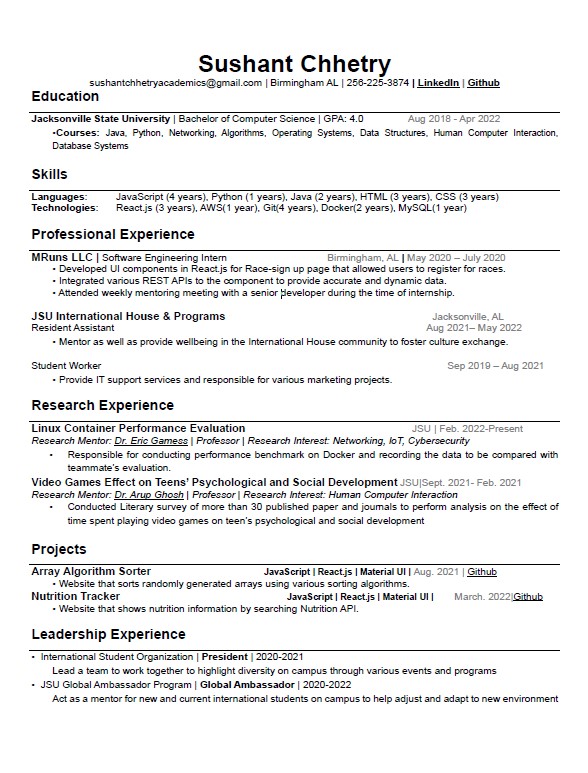 Sushant Chhetry
sushantchhetryacademics@gmail.com | Birmingham AL | 256-225-3874 | LinkedIn | Github
Education
Jacksonville State University | Bachelor of Computer Science | GPA: 4.0 Aug 2018 - Apr 2022
•Courses: Java, Python, Networking, Algorithms, Operating Systems, Data Structures, Human Computer Interaction,
Database Systems
Skills
Languages: JavaScript (4 years), Python (1 years), Java (2 years), HTML (3 years), CSS (3 years)
Technologies: React.js (3 years), AWS(1 year), Git(4 years), Docker(2 years), MySQL(1 year)
Professional Experience
MRuns LLC | Software Engineering Intern Birmingham, AL | May 2020 – July 2020
• Developed UI components in React.js for Race-sign up page that allowed users to register for races.
• Integrated various REST APIs to the component to provide accurate and dynamic data.
• Attended weekly mentoring meeting with a senior developer during the time of internship.
JSU International House & Programs Jacksonville, AL
Resident Assistant Aug 2021– May 2022
• Mentor as well as provide wellbeing in the International House community to foster culture exchange.
Student Worker Sep 2019 – Aug 2021
• Provide IT support services and responsible for various marketing projects.
Research Experience
Linux Container Performance Evaluation JSU | Feb. 2022-Present
Research Mentor: Dr. Eric Gamess | Professor | Research Interest: Networking, IoT, Cybersecurity
• Responsible for conducting performance benchmark on Docker and recording the data to be compared with
teammate’s evaluation.
Video Games Effect on Teens’ Psychological and Social Development JSU|Sept. 2021- Feb. 2021
Research Mentor: Dr. Arup Ghosh | Professor | Research Interest: Human Computer Interaction
• Conducted Literary survey of more than 30 published paper and journals to perform analysis on the effect of
time spent playing video games on teen’s psychological and social development
Projects
Array Algorithm Sorter JavaScript | React.js | Material UI | Aug. 2021 | Github
• Website that sorts randomly generated arrays using various sorting algorithms.
Nutrition Tracker JavaScript | React.js | Material UI | March. 2022|Github
• Website that shows nutrition information by searching Nutrition API.
Leadership Experience
• International Student Organization | President | 2020-2021
Lead a team to work together to highlight diversity on campus through various events and programs
• JSU Global Ambassador Program | Global Ambassador | 2020-2022
Act as a mentor for new and current international students on campus to help adjust and adapt to new environment